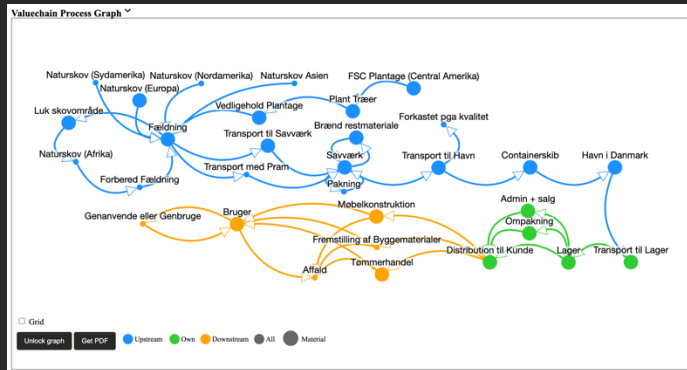 Valuechain Process Graph
Naturskov (Sydamerika)
Naturskov (Nordamerika)
Naturskov Asien
FSC Plantage (Central Amerika)
Naturskov (Europa)
Luk skovområde
Vedligehold Plantage
Plant Træer
Fældning
Brænd restmateriale
Forkastet pga kvalitet
Transport til Savværk
Naturskov (Afrika)
Savværk
Transport til Havn
Containerskib
Havn i Danmark
Transport med Pram
Forbered Fældning
Pakning
Admin + salg
Møbelkonstruktion
Genanvende eller Genbruge
Bruger
Ompakning
Fremstilling af Byggematerialer
Distribution til Kunde
Lager
Transport til Lager
Tømmerhandel
Affald
Grid
Unlock graph
Get PDF
Upstream
Own
Downstream
All
Material